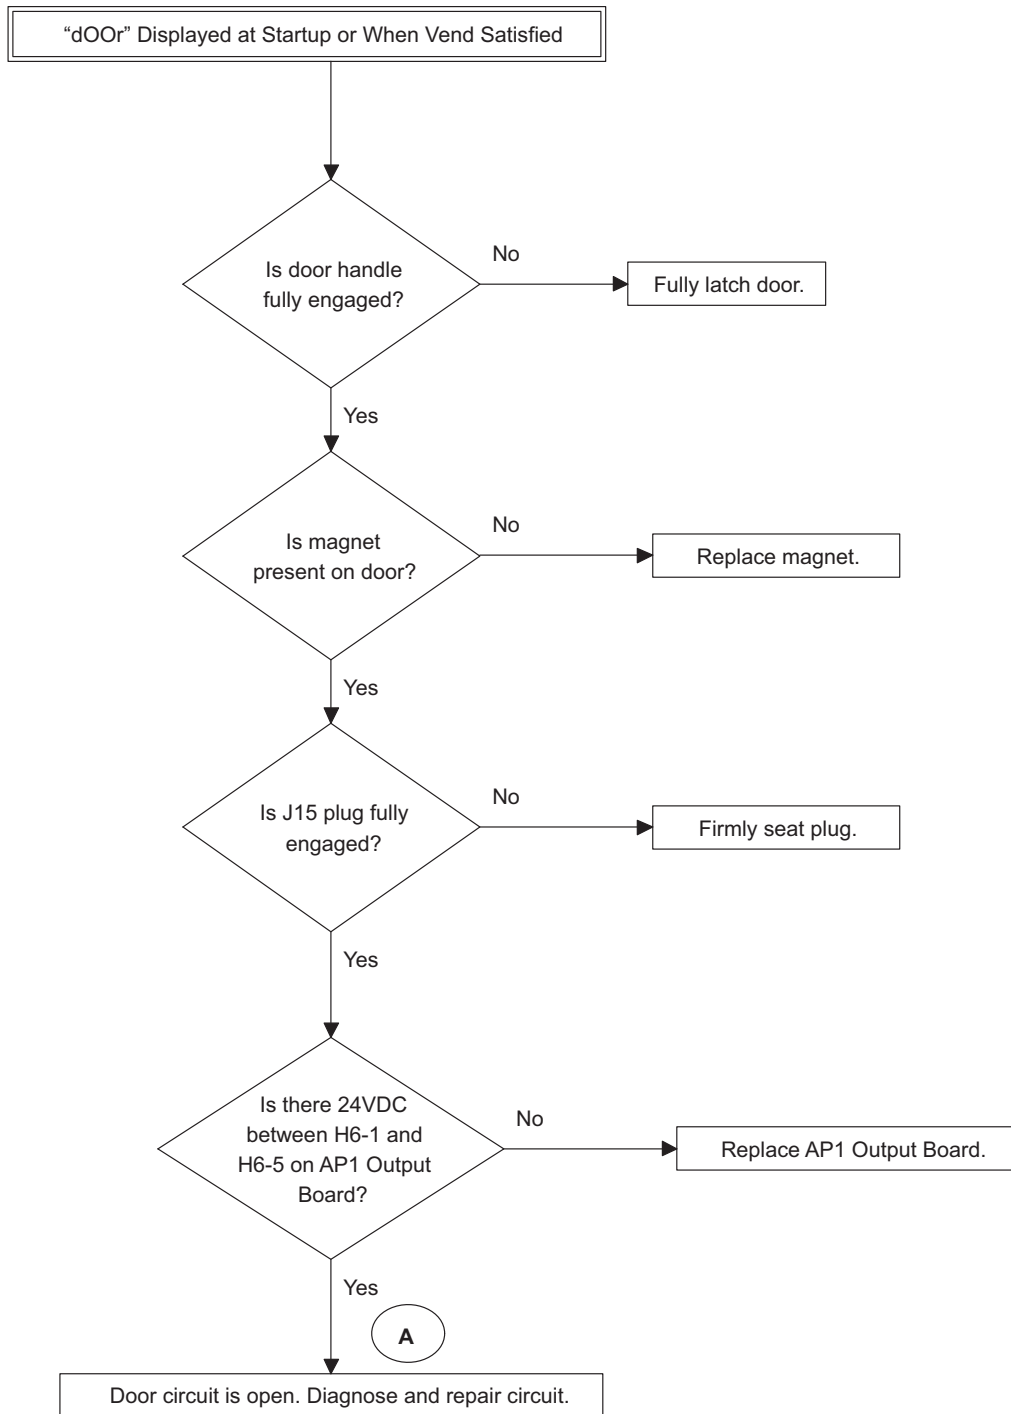 “dOOr” Displayed at Startup or When Vend Satisfied
Is door handle
fully engaged?
No
Fully latch door.
Yes
Is magnet
present on door?
No
Replace magnet.
Yes
Is J15 plug fully
engaged?
No
Firmly seat plug.
Yes
Is there 24VDC
between H6-1 and
H6-5 on AP1 Output
Board?
No
Replace AP1 Output Board.
Yes
A
Door circuit is open. Diagnose and repair circuit.